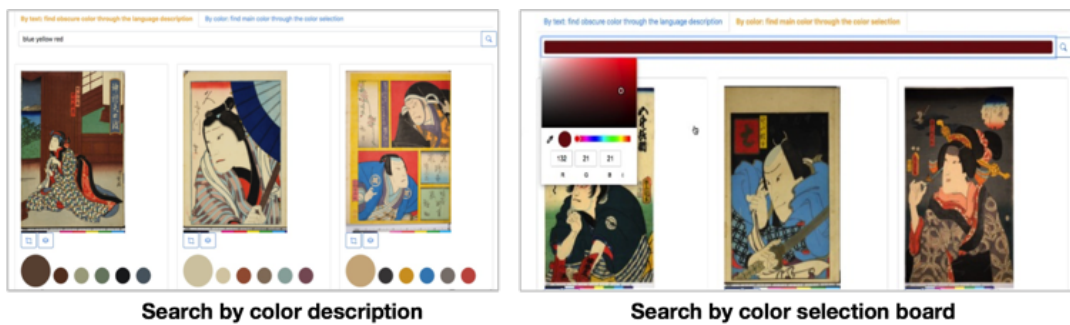 By text: find obscure color through the language description
By color: find main color through the color selection
blue yellow red
Search by color description
By text: find obscure color through the language description
By color: find main color through the color selection
132 21 21
R G B
Search by color selection board